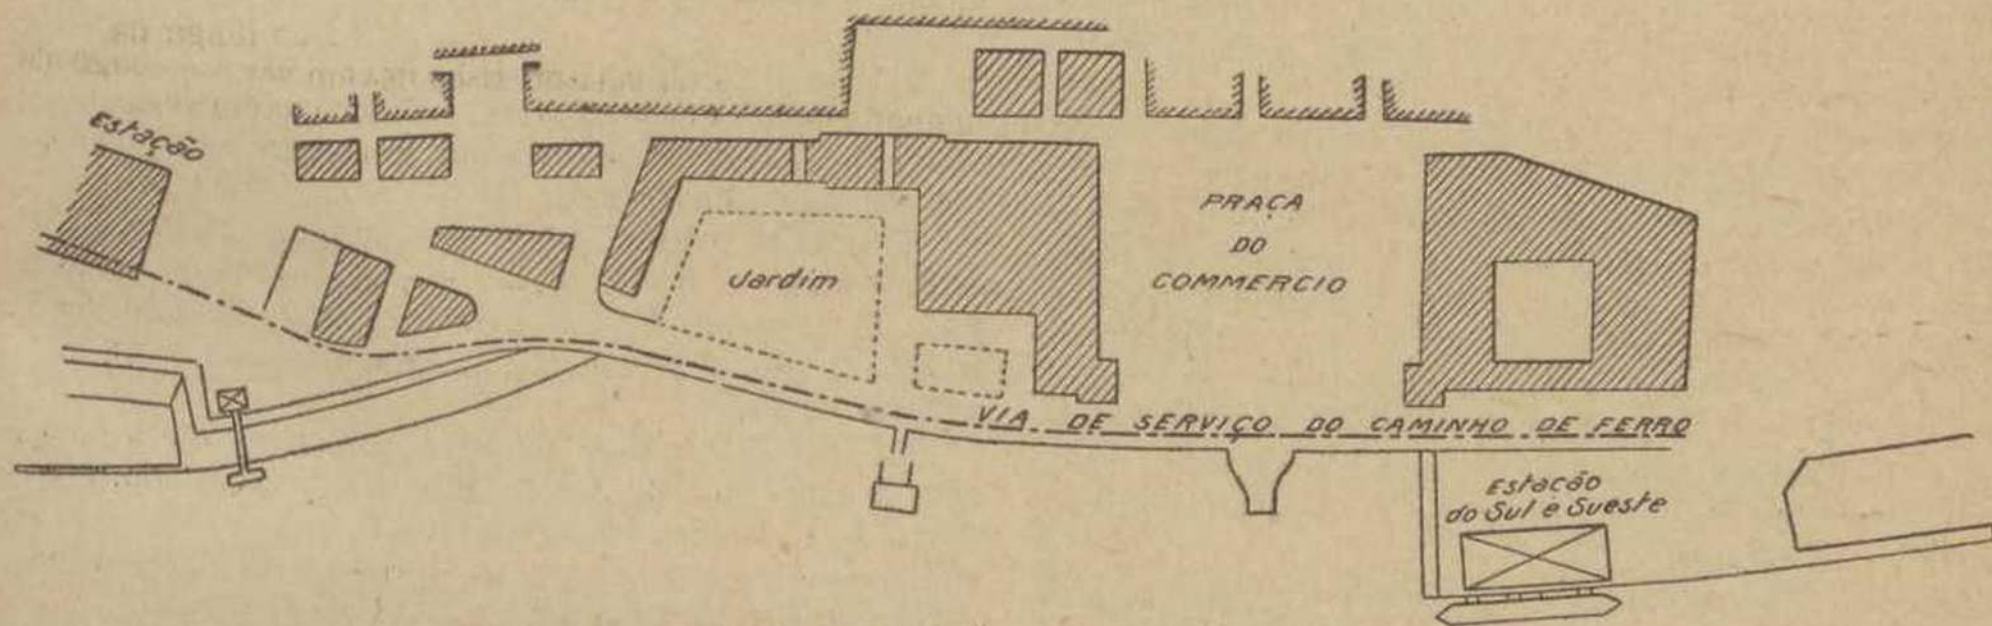 Estação
Jardim
PRAÇA
DO
COMMERCIO
VIA DE SERVIÇO DO CAMINHO DE FERRO
Estação
do Sul e Sueste